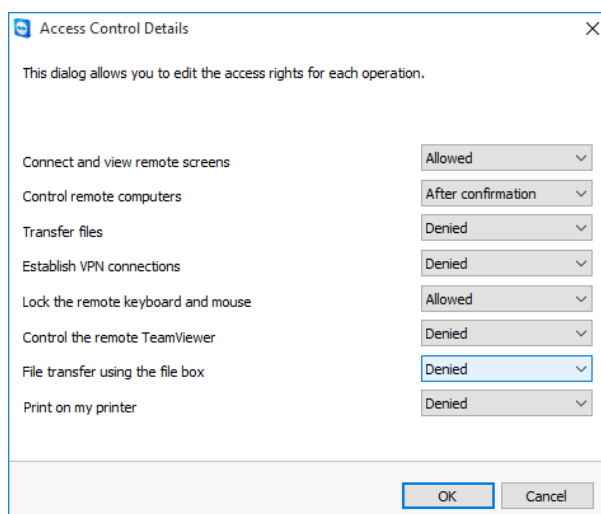 Access Control Details
This dialog allows you to edit the access rights for each operation.
Connect and view remote screens Allowed
Control remote computers After confirmation
Transfer files Denied
Establish VPN connections Denied
Lock the remote keyboard and mouse Allowed
Control the remote TeamViewer Denied
File transfer using the file box Denied
Print on my printer Denied
OK Cancel